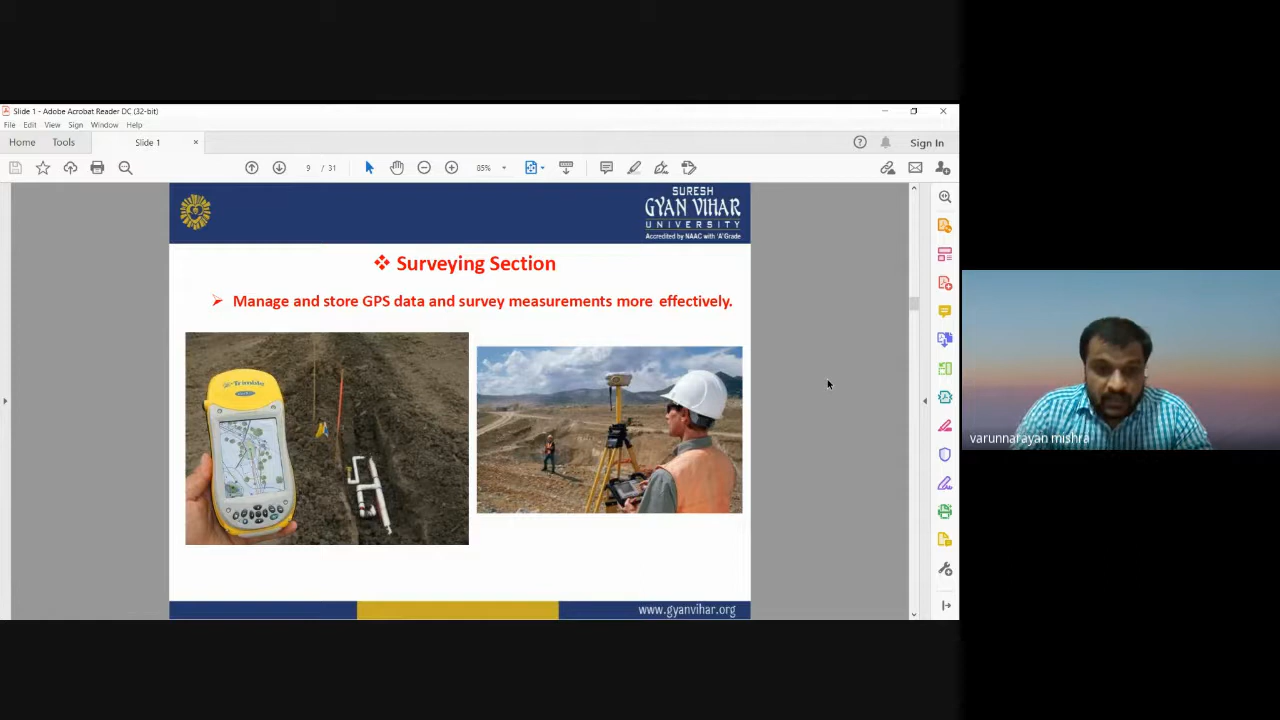 Slide 1 - Adobe Acrobat Reader DC (32-bit)
File Edit View Sign Window Help
Home Tools Slide 1 Sign In
9 / 31 85%
SURESH
GYAN VIHAR
UNIVERSITY
Accredited by NAAC with 'A' Grade
Surveying Section
Manage and store GPS data and survey measurements more effectively.
www.gyanvihar.org
varunnarayan mishra